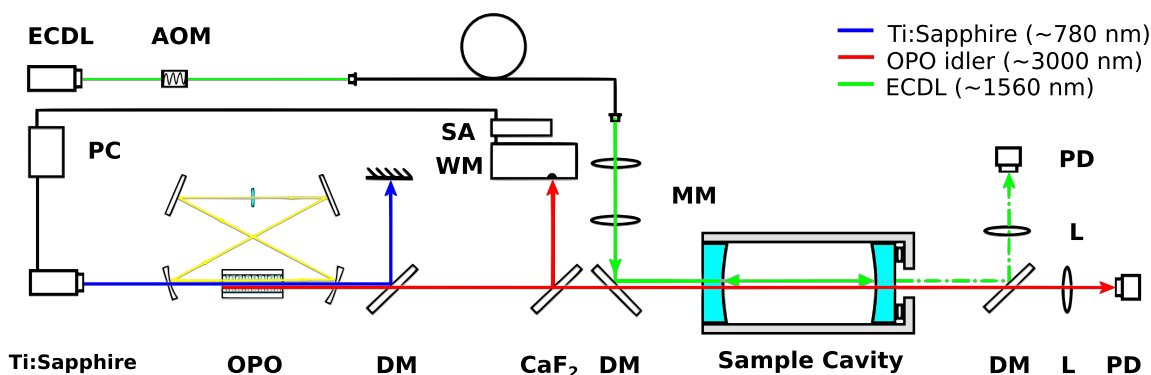 ECDL
AOM
Ti:Sapphire (~780 nm)
OPO idler (~3000 nm)
ECDL (~1560 nm)
SA
PC
WM
PD
MM
L
Ti:Sapphire
OPO
DM
CaF₂
DM
Sample Cavity
DM
L
PD